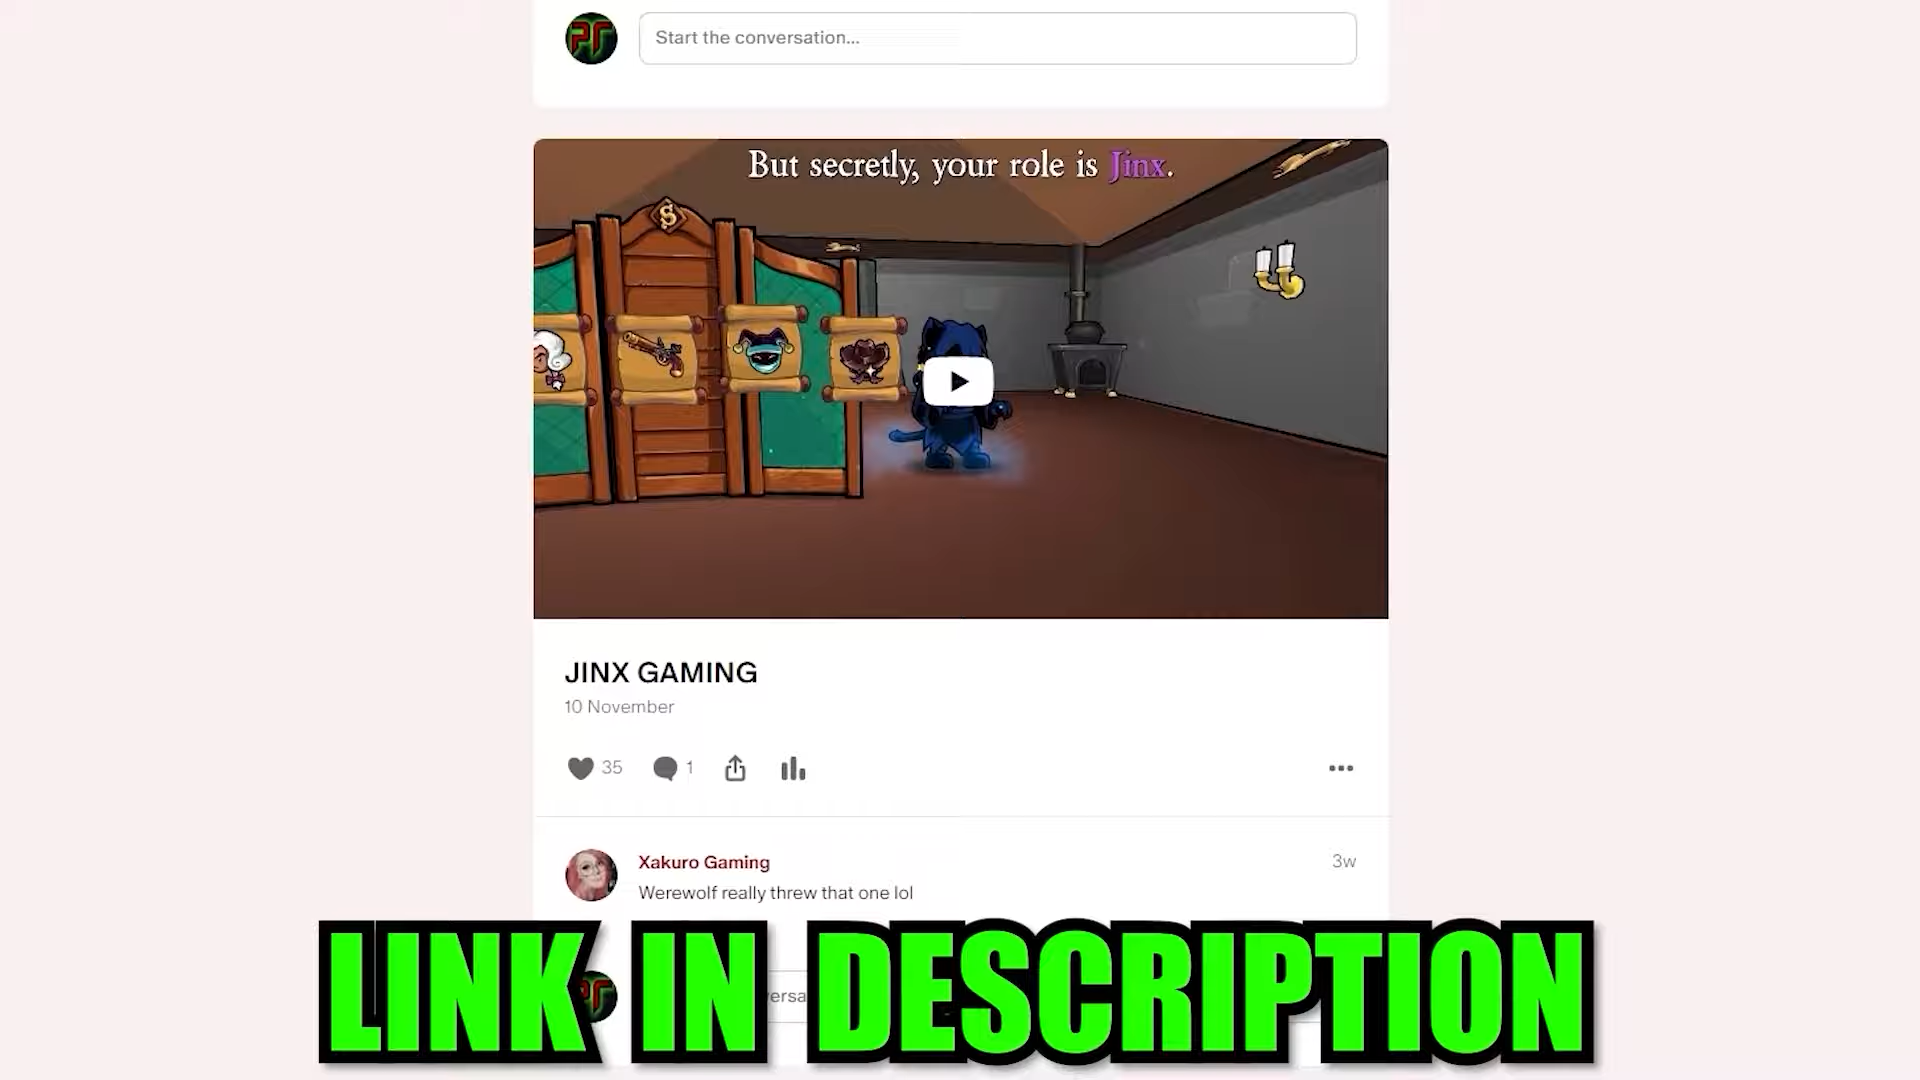 PT
Start the conversation...
But secretly, your role is Jinx.
S
JINX GAMING
10 November
35
1
Xakuro Gaming
3w
Werewolf really threw that one lol
LINK IN DESCRIPTION